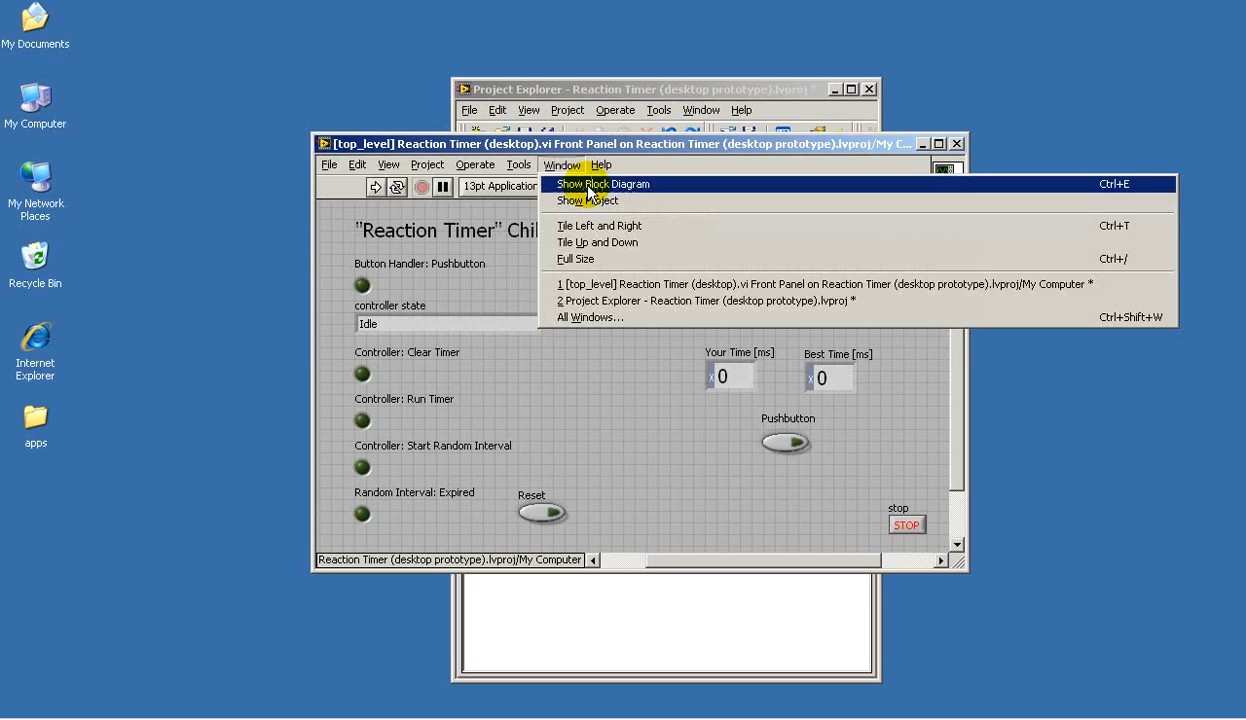 My Documents
My Computer
My Network
Places
Recycle Bin
Internet
Explorer
apps
Project Explorer - Reaction Timer (desktop prototype).lvproj *
File Edit View Project Operate Tools Window Help
[top_level] Reaction Timer (desktop).vi Front Panel on Reaction Timer (desktop prototype).lvproj/My C...
File Edit View Project Operate Tools Window Help
13pt Application
Show Block Diagram Ctrl+E
Show Project
Tile Left and Right Ctrl+T
Tile Up and Down
Full Size Ctrl+/
1 [top_level] Reaction Timer (desktop).vi Front Panel on Reaction Timer (desktop prototype).lvproj/My Computer *
2 Project Explorer - Reaction Timer (desktop prototype).lvproj *
All Windows... Ctrl+Shift+W
"Reaction Timer" Chi
Button Handler: Pushbutton
controller state
Idle
Controller: Clear Timer
Your Time [ms] Best Time [ms]
x 0 x 0
Controller: Run Timer
Pushbutton
Controller: Start Random Interval
Random Interval: Expired
Reset
stop
STOP
Reaction Timer (desktop prototype).lvproj/My Computer